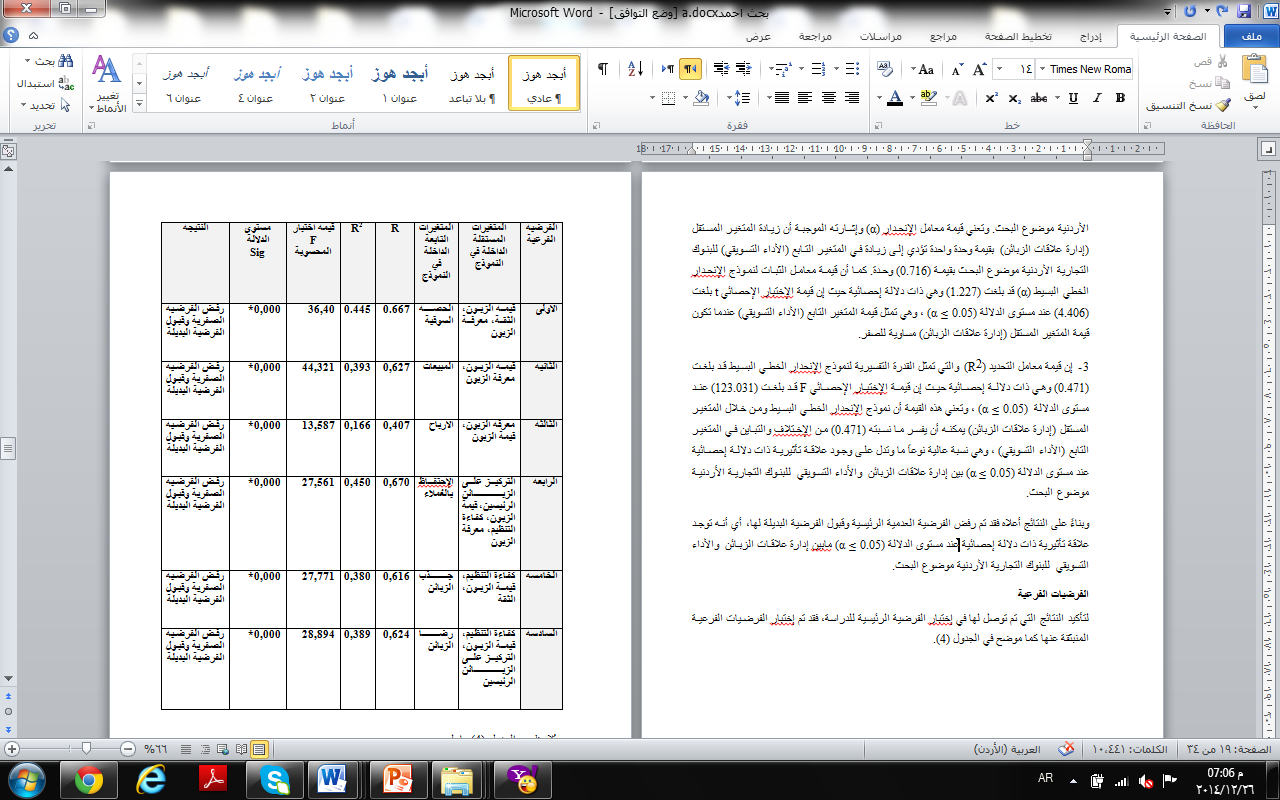 بحث احمدa.docx [وضع التوافق] - Microsoft Word
ملف
الصفحة الرئيسية
إدراج
تخطيط الصفحة
مراجع
مراسلات
مراجعة
عرض
لصق
قص
نسخ
نسخ التنسيق
الحافظة
Times New Roma
١٤
خط
فقرة
أبجد هوز
عادي
أبجد هوز
بلا تباعد
أبجد هوز
عنوان ١
أبجد هوز
عنوان ٢
أبجد هوز
عنوان ٤
أبجد هوز
عنوان ٦
تغيير الأنماط
أنماط
بحث
استبدال
تحديد
تحرير
الأردنية موضوع البحث. وتعني قيمة معامل الإنحدار (α) وإشارته الموجبة أن زيادة المتغير المستقل
(إدارة علاقات الزبائن) بقيمة وحدة واحدة تؤدي إلى زيادة في المتغير التابع (الأداء التسويقي) للبنوك
التجارية الأردنية موضوع البحث بقيمة (0.716) وحدة. كما أن قيمة معامل الثبات لنموذج الإنحدار
الخطي البسيط (α) قد بلغت (1.227) وهي ذات دلالة إحصائية حيث إن قيمة الإختبار الإحصائي t بلغت
(4.406) عند مستوى الدلالة (α ≤ 0.05) ، وهي تمثل قيمة المتغير التابع (الأداء التسويقي) عندما تكون
قيمة المتغير المستقل (إدارة علاقات الزبائن) مساوية للصفر.
3- إن قيمة معامل التحديد (R2) والتي تمثل القدرة التفسيرية لنموذج الإنحدار الخطي البسيط قد بلغت
(0.471) وهي ذات دلالة إحصائية حيث إن قيمة الإختبار الإحصائي F قد بلغت (123.031) عند
مستوى الدلالة (α ≤ 0.05) ، وتعني هذه القيمة أن نموذج الإنحدار الخطي البسيط ومن خلال المتغير
المستقل (إدارة علاقات الزبائن) يمكنه أن يفسر ما نسبته (0.471) من الإختلاف والتباين في المتغير
التابع (الأداء التسويقي) ، وهي نسبة عالية نوعاً ما وتدل على وجود علاقة تأثيرية ذات دلالة إحصائية
عند مستوى الدلالة (α ≤ 0.05) بين إدارة علاقات الزبائن والأداء التسويقي للبنوك التجارية الأردنية
موضوع البحث.
وبناءً على النتائج أعلاه فقد تم رفض الفرضية العدمية الرئيسية وقبول الفرضية البديلة لها، أي أنه توجد
علاقة تأثيرية ذات دلالة إحصائية عند مستوى الدلالة (α ≤ 0.05) مابين إدارة علاقات الزبائن والأداء
التسويقي للبنوك التجارية الأردنية موضوع البحث.
الفرضيات الفرعية
لتأكيد النتائج التي تم توصل لها في إختبار الفرضية الرئيسية للدراسة، فقد تم إختبار الفرضيات الفرعية
المنبثقة عنها كما موضح في الجدول (4).
الفرضيه الفرعية
المتغيرات المستقلة الداخلة في النموذج
المتغيرات التابعه الداخلة في النموذج
R
R²
قيمه اختبار F المحسوبة
مستوى الدلالة Sig
النتيجه
الاولى
قيمه الزبون، الثقة، معرفة الزبون
الحصه السوقية
0.667
0.445
36,40
0,000*
رفض الفرضيه الصفرية وقبول الفرضية البديلة
الثانيه
قيمه الزبون، معرفة الزبون
المبيعات
0,627
0,393
44,321
0,000*
رفض الفرضيه الصفرية وقبول الفرضية البديلة
الثالثه
معرفه الزبون، قيمة الزبون
الارباح
0,407
0,166
13,587
0,000*
رفض الفرضيه الصفرية وقبول الفرضية البديلة
الرابعه
التركيز على الزبائن الرئيسين، قيمة الزبون، كفاءة التنظيم، معرفة الزبون
الإحتفاظ بالعملاء
0,670
0,450
27,561
0,000*
رفض الفرضيه الصفرية وقبول الفرضية البديلة
الخامسه
كفاءة التنظيم، قيمة الزبون، الثقة
جذب الزبائن
0,616
0,380
27,771
0,000*
رفض الفرضيه الصفرية وقبول الفرضية البديلة
السادسه
كفاءة التنظيم، قيمة الزبون، التركيز على الزبائن الرئيسين
رضا الزبائن
0,624
0,389
28,894
0,000*
رفض الفرضيه الصفرية وقبول الفرضية البديلة
الصفحة: ١٩ من ٣٤
الكلمات: ١٠,٤٤١
العربية (الأردن)
٦٦%
AR
07:06 م
٢٠١٤/١٢/٢٦